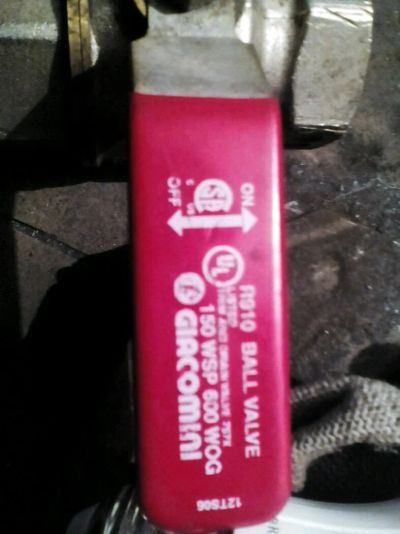 ON
OFF
R910 BALL VALVE
UL
LISTED
150 WSP 600 WOG
GIACOMINI
12TS06